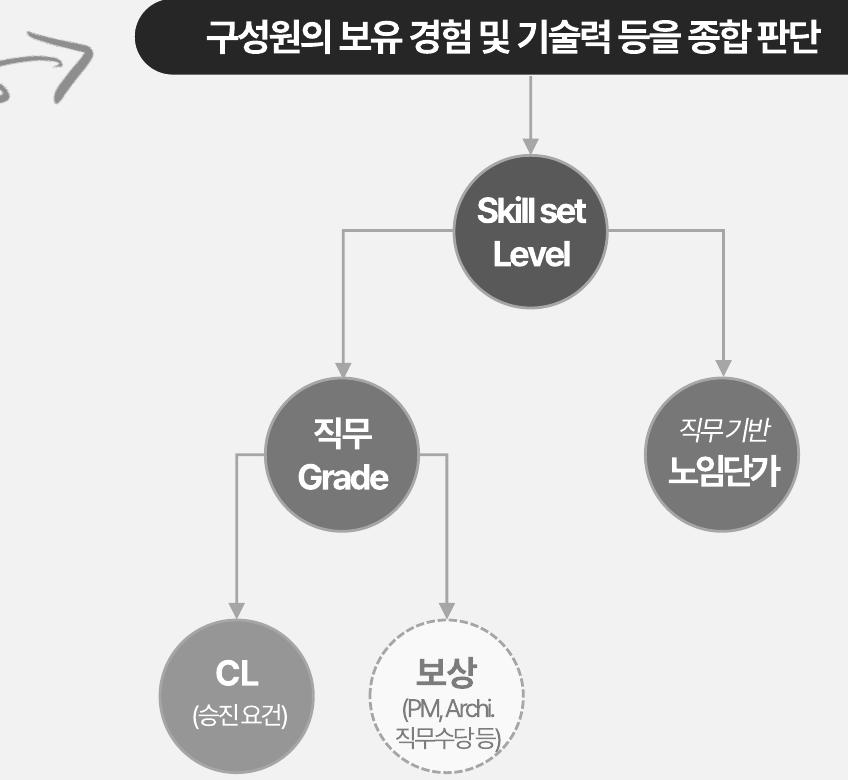 구성원의 보유 경험 및 기술력 등을 종합 판단
Skill set
Level
직무
Grade
직무 기반
노임단가
CL
(승진 요건)
보상
(PM, Archi.
직무수당 등)